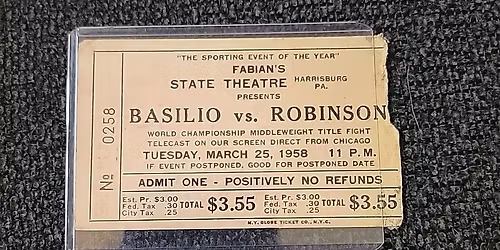 "THE SPORTING EVENT OF THE YEAR"
FABIAN'S
STATE THEATRE HARRISBURG PA.
PRESENTS
BASILIO vs. ROBINSON
WORLD CHAMPIONSHIP MIDDLEWEIGHT TITLE FIGHT
TELECAST ON OUR SCREEN DIRECT FROM CHICAGO
TUESDAY, MARCH 25, 1958 11 P.M.
IF EVENT POSTPONED, GOOD FOR POSTPONED DATE
ADMIT ONE - POSITIVELY NO REFUNDS
Est. Pr. $3.00 Fed. Tax .30 City Tax .25 TOTAL $3.55
Est. Pr. $3.00 Fed. Tax .30 City Tax .25 TOTAL $3.55
N.Y. GLOBE TICKET CO., N.Y.C.
No 0258